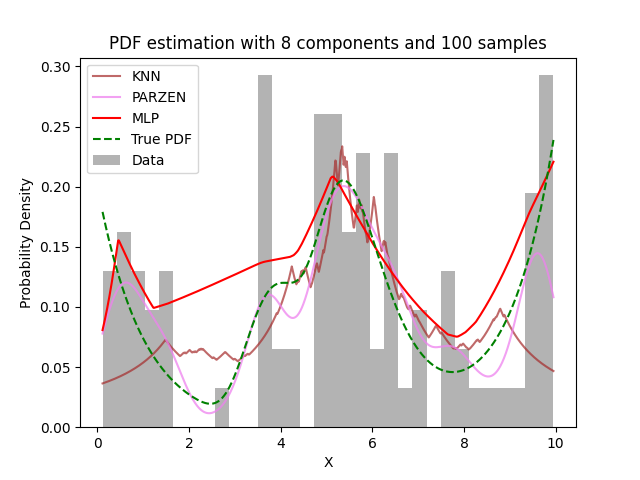 PDF estimation with 8 components and 100 samples
KNN
PARZEN
MLP
True PDF
Data
Probability Density
0.30
0.25
0.20
0.15
0.10
0.05
0.00
0 2 4 6 8 10
X